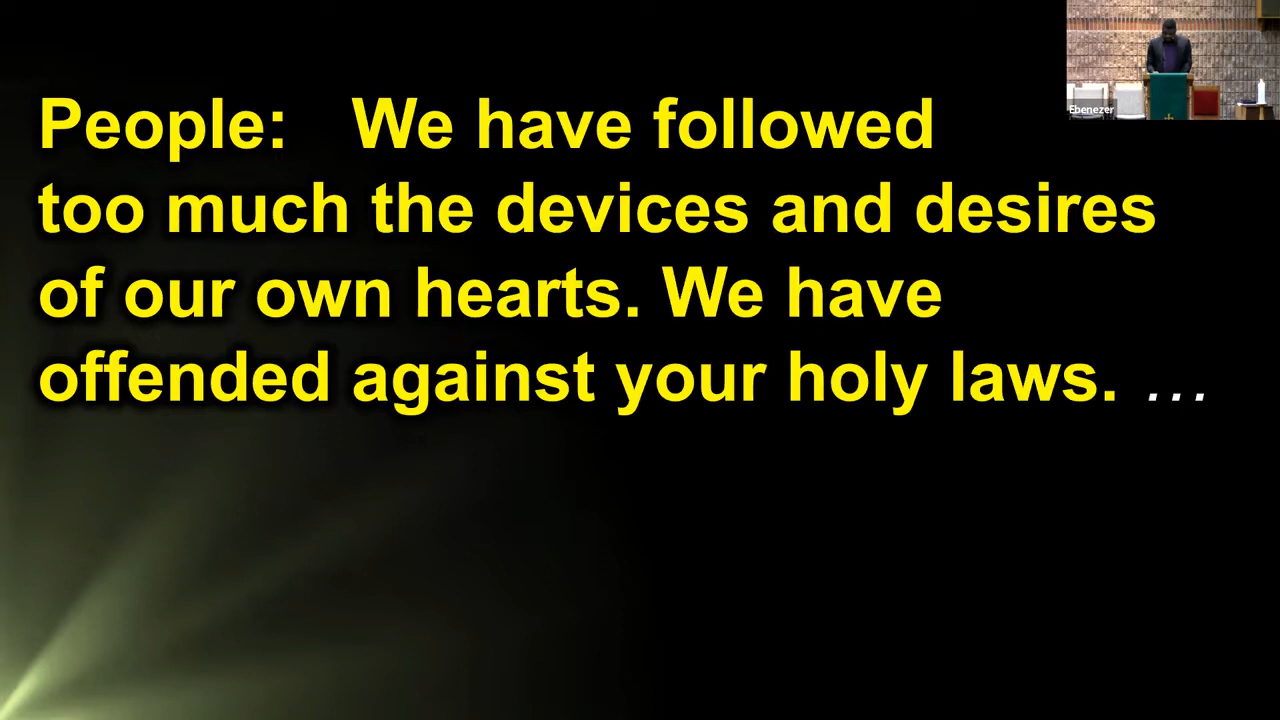 People: We have followed
too much the devices and desires
of our own hearts. We have
offended against your holy laws. ...
Ebenezer